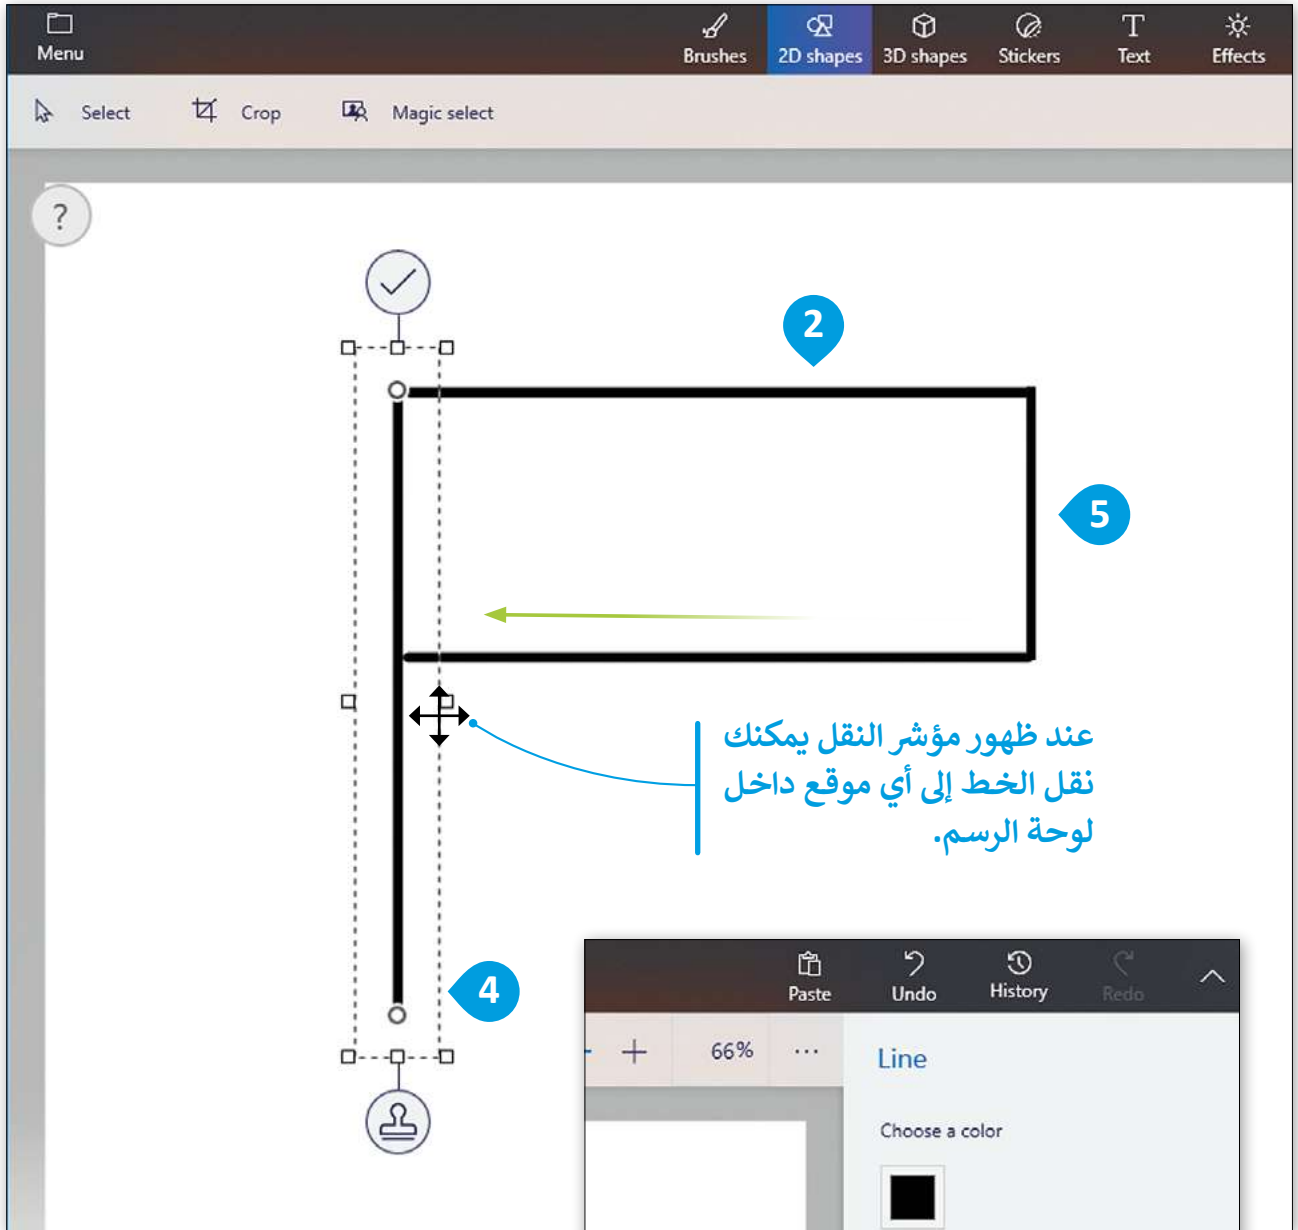 Menu
Brushes
2D shapes
3D shapes
Stickers
Text
Effects
Select
Crop
Magic select
?
2
5
عند ظهور مؤشر النقل يمكنك
نقل الخط إلى أي موقع داخل
لوحة الرسم.
4
Paste
Undo
History
Redo
66%
Line
Choose a color